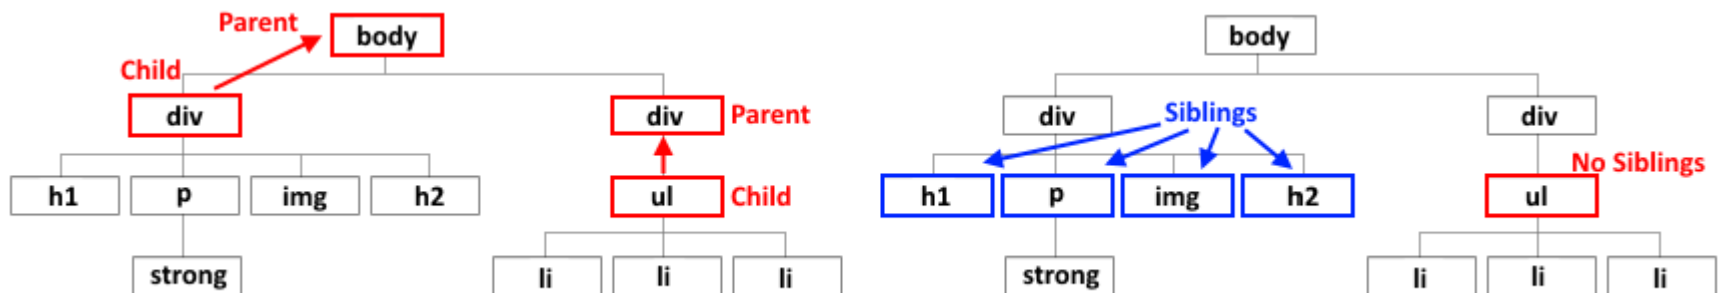 Parent
body
Child
div
div
Parent
h1
p
img
h2
ul
Child
strong
li
li
li
body
div
Siblings
div
No Siblings
h1
p
img
h2
ul
strong
li
li
li